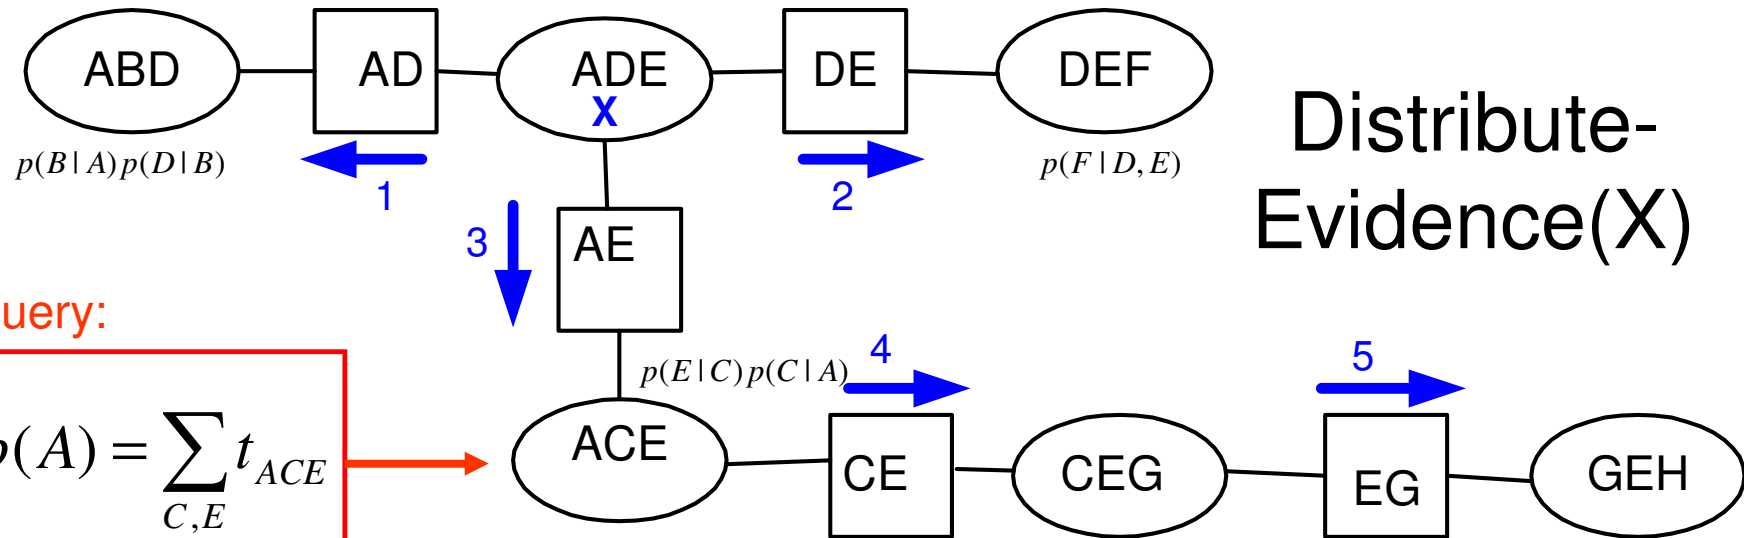 ABD AD ADE DE DEF
X
p(B | A) p(D | B) p(F | D, E)
1 2
Distribute-
Evidence(X)
3 AE
uery:
p(E | C) p(C | A) 4 5
p(A) = ∑ t_ACE
C,E
ACE CE CEG EG GEH